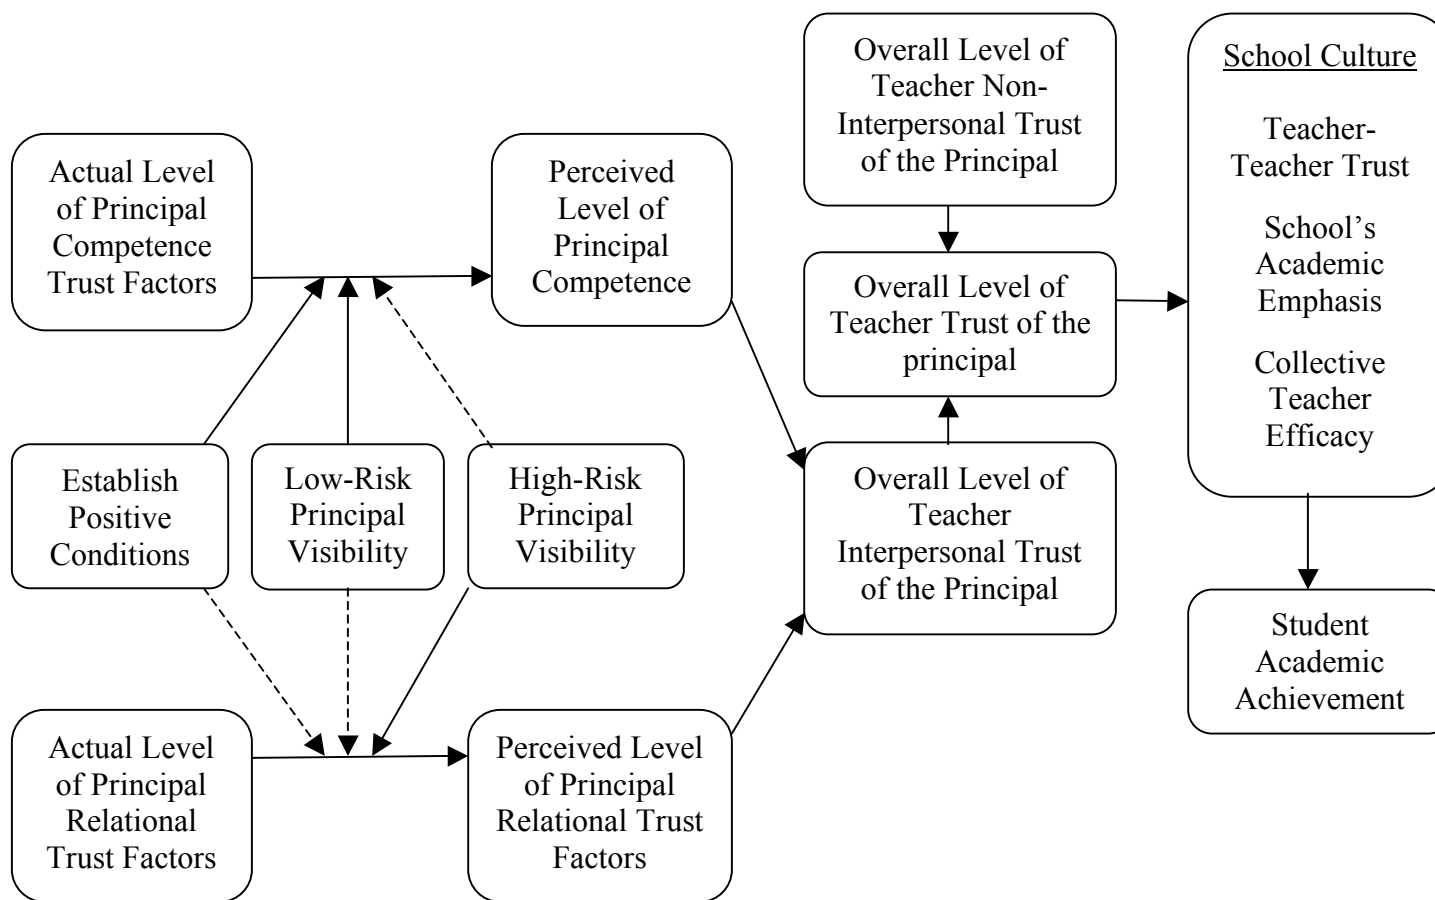 Actual Level
of Principal
Competence
Trust Factors
Perceived
Level of
Principal
Competence
Overall Level of
Teacher Non-
Interpersonal Trust
of the Principal
Overall Level of
Teacher Trust of the
principal
School Culture
Teacher-
Teacher Trust
School’s
Academic
Emphasis
Collective
Teacher
Efficacy
Establish
Positive
Conditions
Low-Risk
Principal
Visibility
High-Risk
Principal
Visibility
Overall Level of
Teacher
Interpersonal Trust
of the Principal
Student
Academic
Achievement
Actual Level
of Principal
Relational
Trust Factors
Perceived Level
of Principal
Relational Trust
Factors